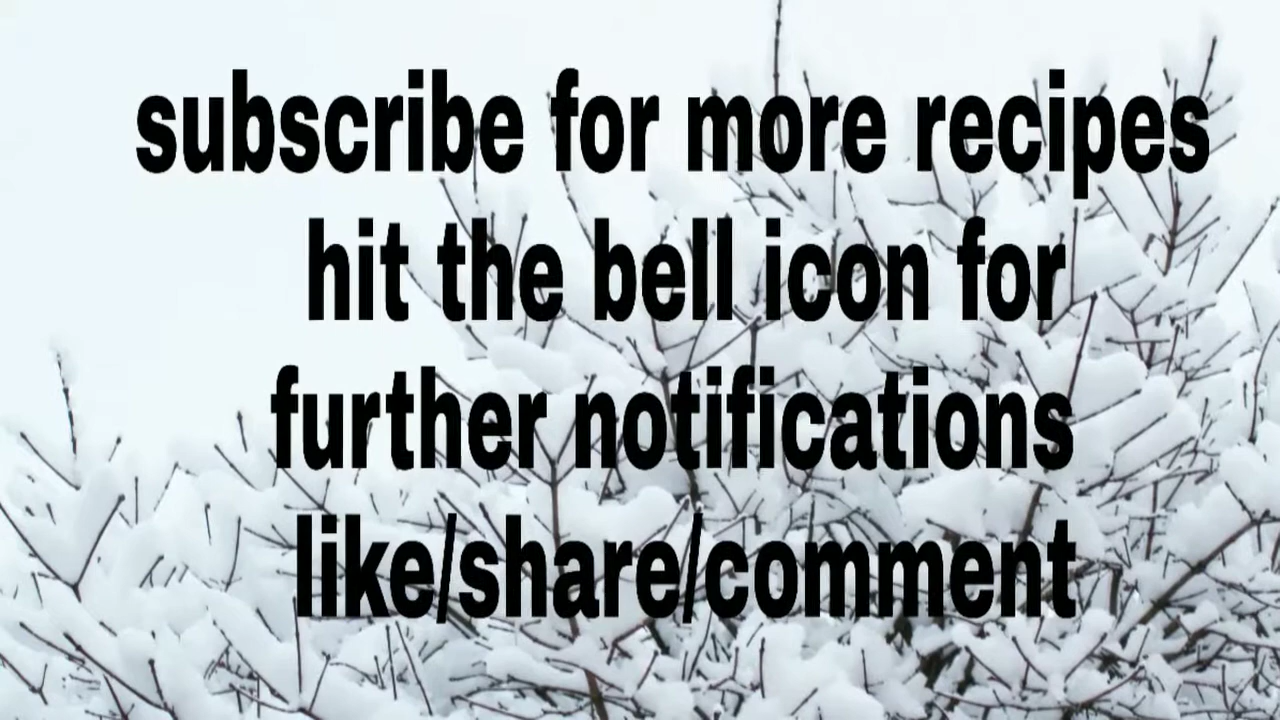 subscribe for more recipes
hit the bell icon for
further notifications
like/share/comment